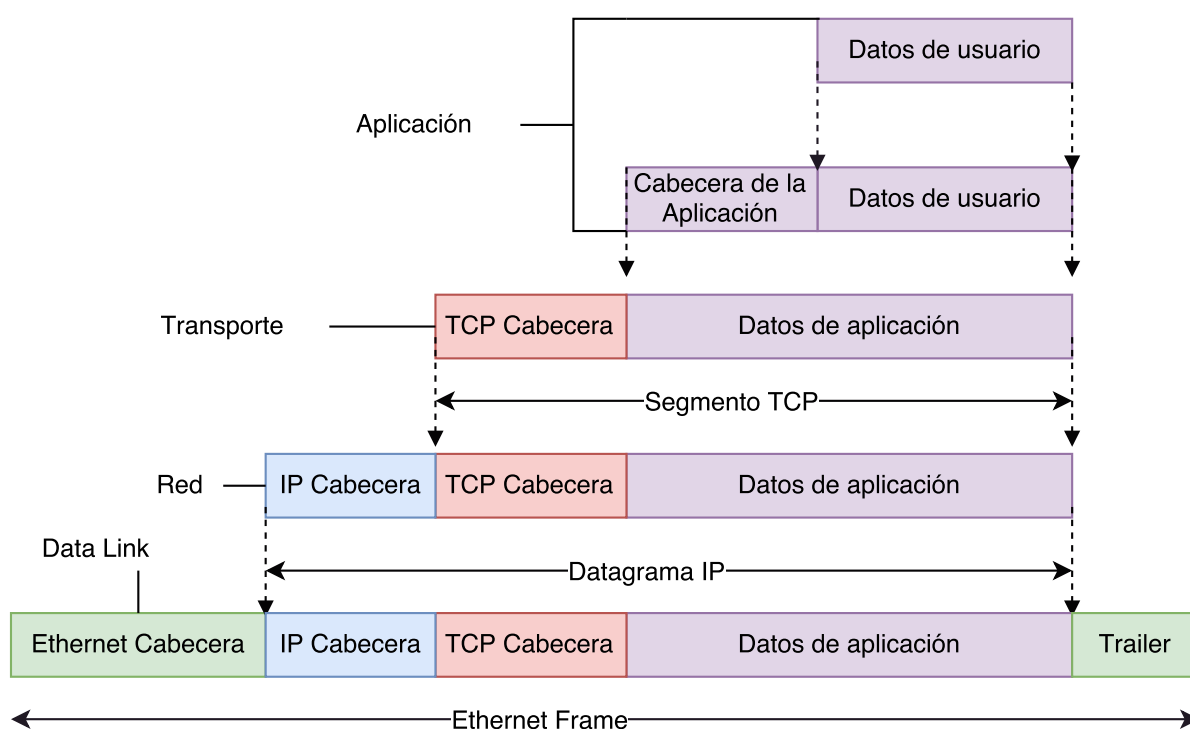 Datos de usuario
Aplicación
Cabecera de la
Aplicación
Datos de usuario
Transporte
TCP Cabecera
Datos de aplicación
Segmento TCP
Red
IP Cabecera
TCP Cabecera
Datos de aplicación
Data Link
Datagrama IP
Ethernet Cabecera
IP Cabecera
TCP Cabecera
Datos de aplicación
Trailer
Ethernet Frame